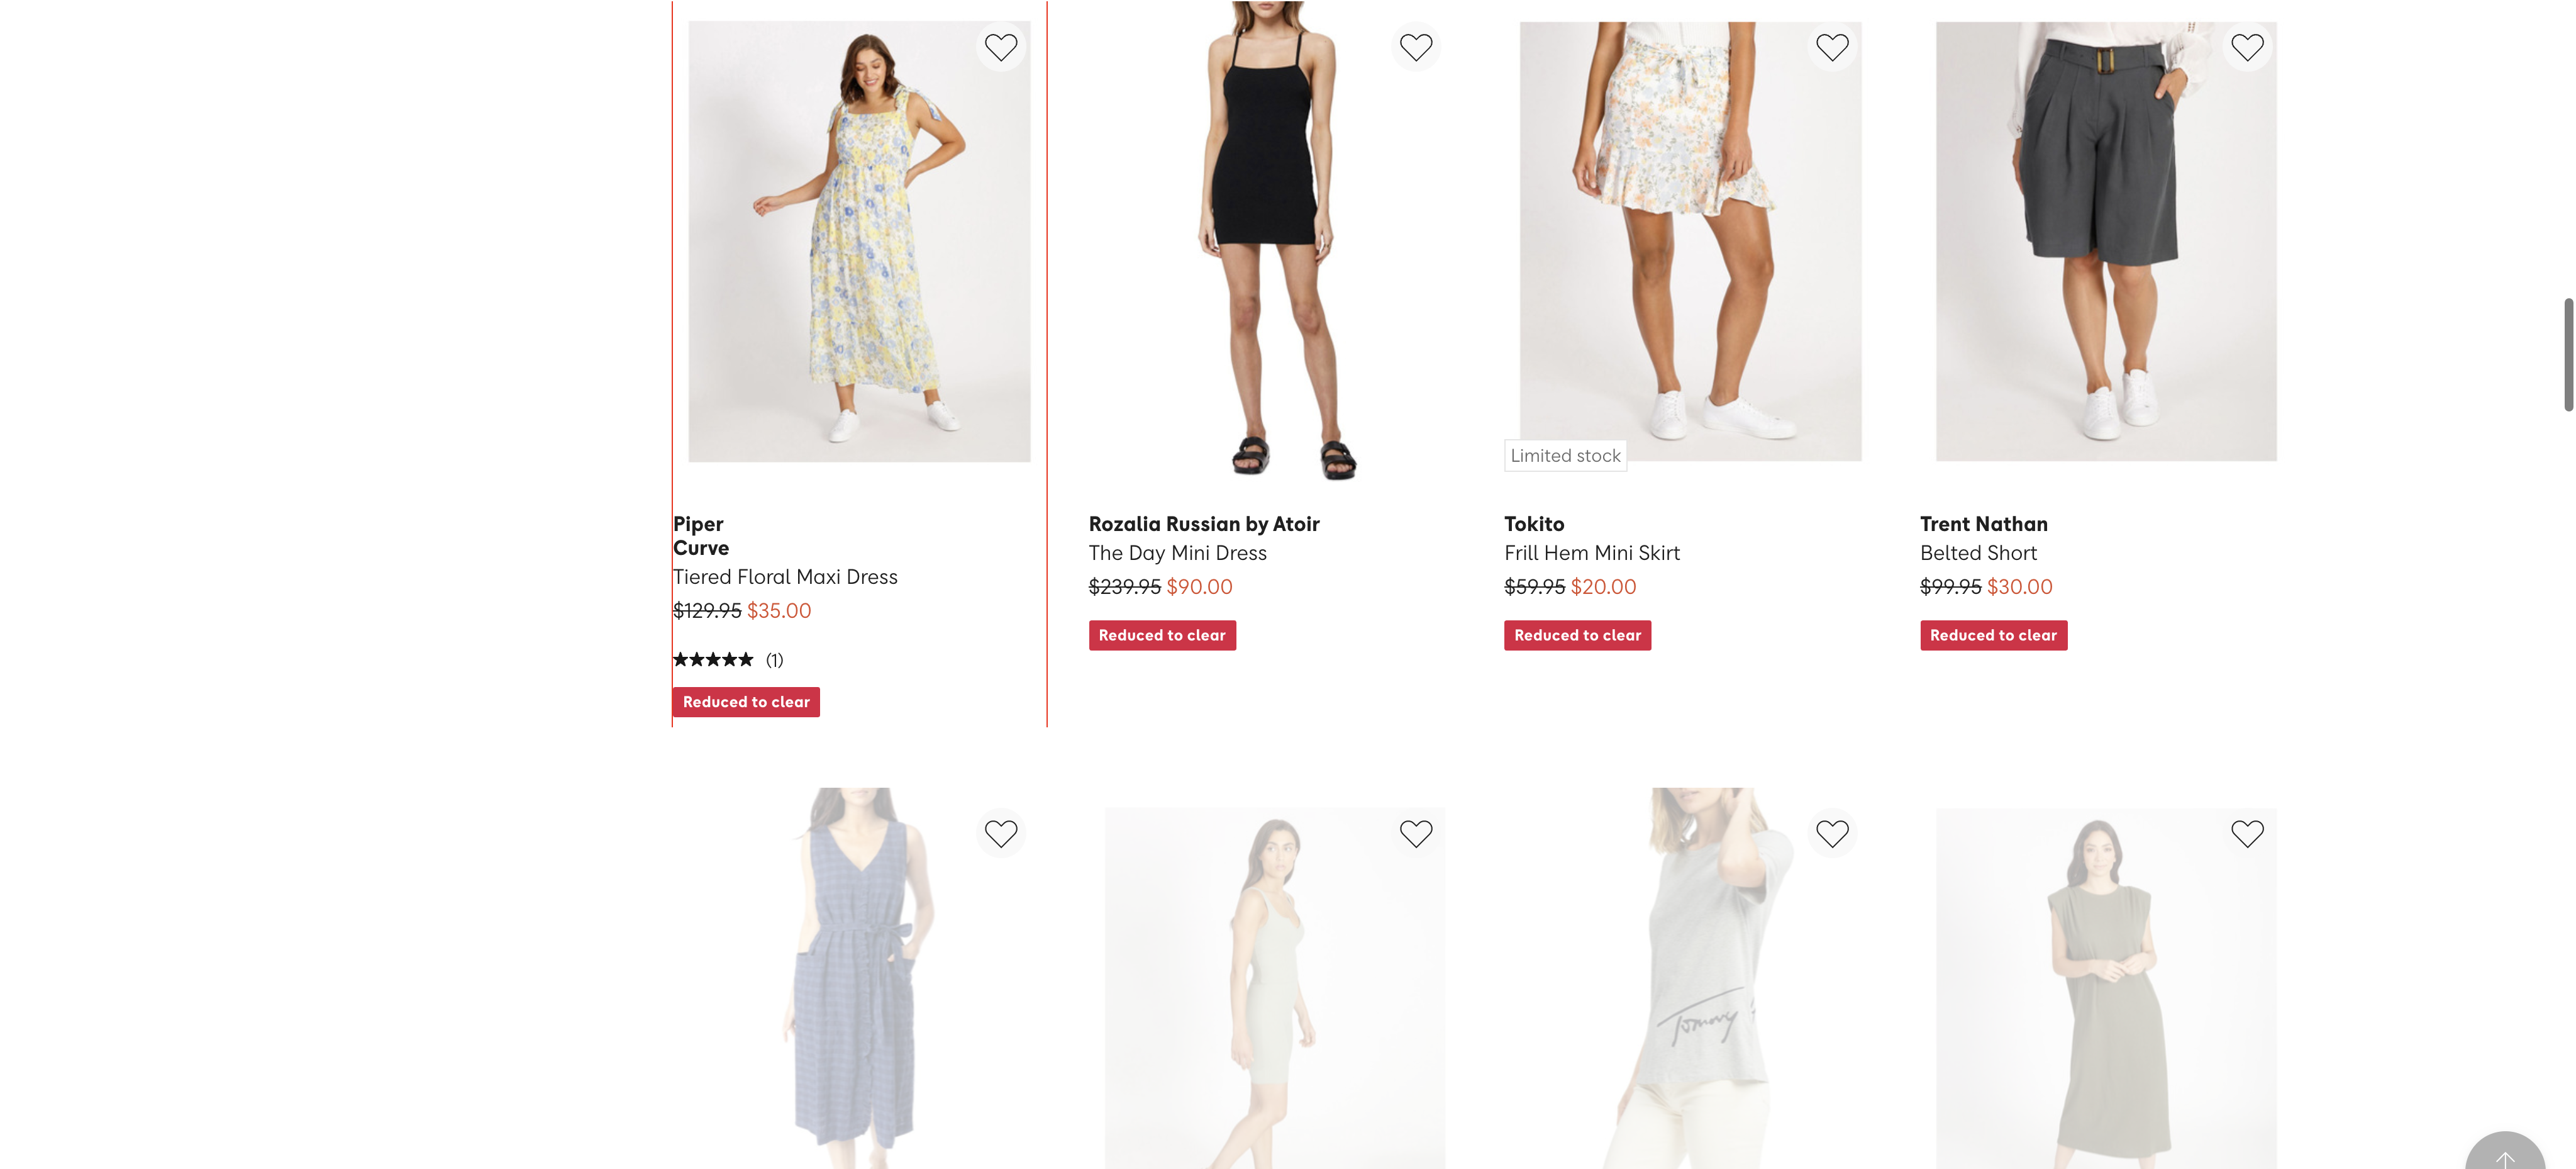 Limited stock
Piper
Curve
Tiered Floral Maxi Dress
$129.95 $35.00
(1)
Reduced to clear
Rozalia Russian by Atoir
The Day Mini Dress
$239.95 $90.00
Reduced to clear
Tokito
Frill Hem Mini Skirt
$59.95 $20.00
Reduced to clear
Trent Nathan
Belted Short
$99.95 $30.00
Reduced to clear
Tommy